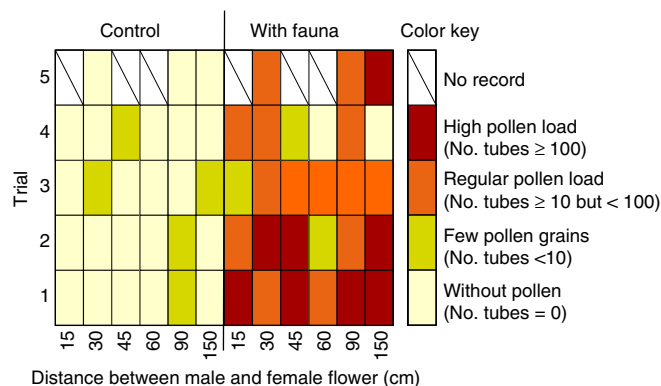 Control With fauna Color key
5
4
3
2
1
Trial
15 30 45 60 90 150 15 30 45 60 90 150
Distance between male and female flower (cm)
No record
High pollen load
(No. tubes ≥ 100)
Regular pollen load
(No. tubes ≥ 10 but < 100)
Few pollen grains
(No. tubes <10)
Without pollen
(No. tubes = 0)